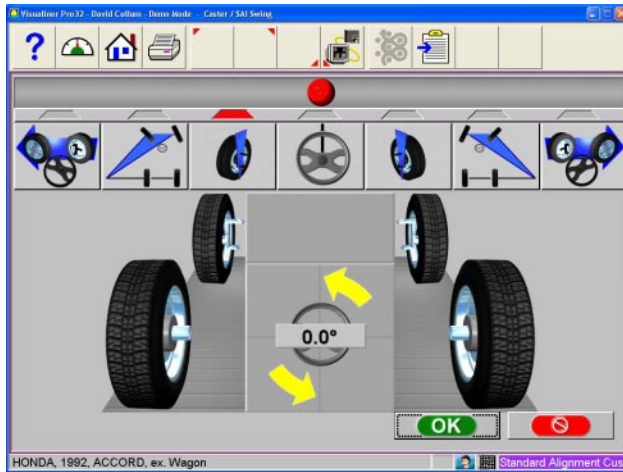 Visualiner Pro32 - David Cullum - Demo Mode - Caster / SAI Swing
?
0.0°
OK
HONDA, 1992, ACCORD, ex. Wagon
Standard Alignment Cus